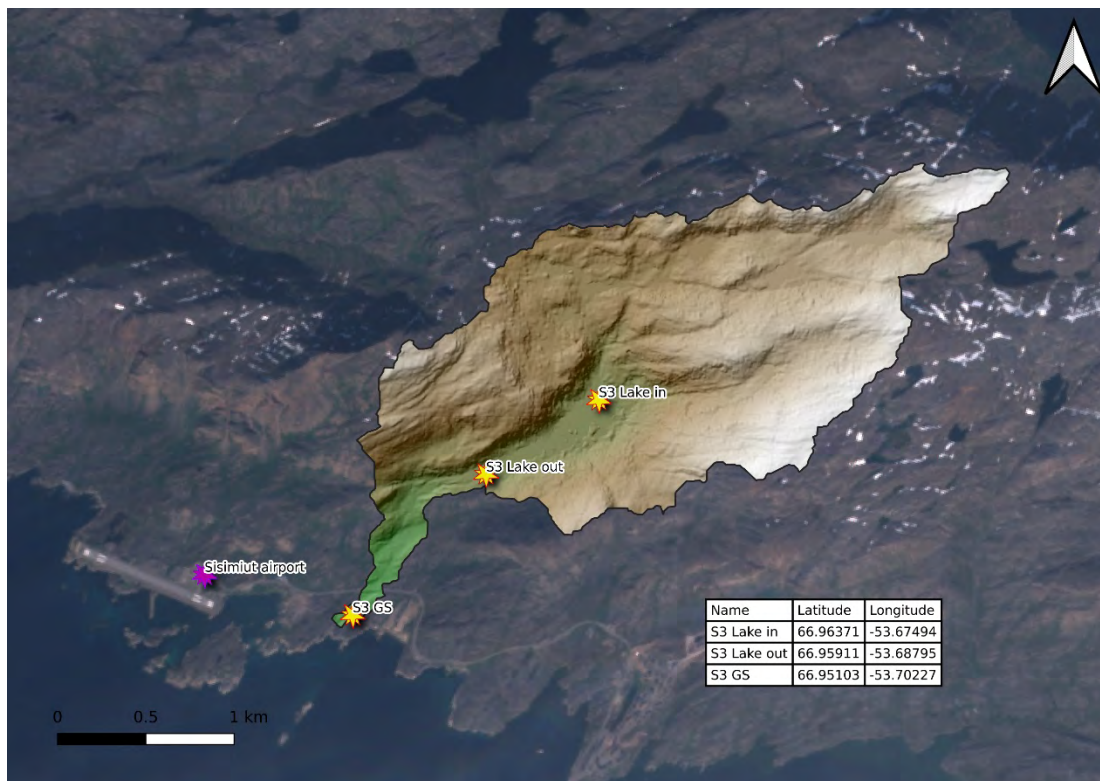 S3 Lake in
S3 Lake out
Sisimiut airport
S3 GS
Name Latitude Longitude
S3 Lake in 66.96371 -53.67494
S3 Lake out 66.95911 -53.68795
S3 GS 66.95103 -53.70227
0 0.5 1 km